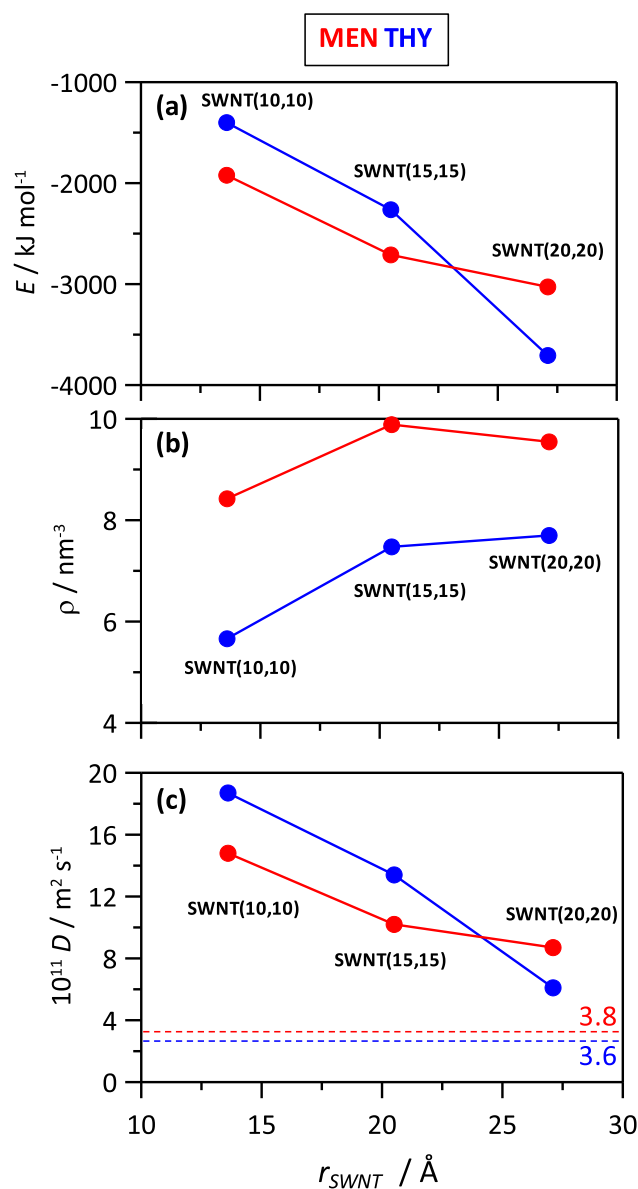 MEN THY
(a)
SWNT(10,10)
SWNT(15,15)
SWNT(20,20)
-1000
-2000
-3000
-4000
E / kJ mol⁻¹
(b)
10
8
6
4
ρ / nm⁻³
SWNT(10,10)
SWNT(15,15)
SWNT(20,20)
(c)
20
16
12
8
4
0
10¹¹ D / m² s⁻¹
SWNT(10,10)
SWNT(15,15)
SWNT(20,20)
3.8
3.6
10 15 20 25 30
r_SWNT / Å